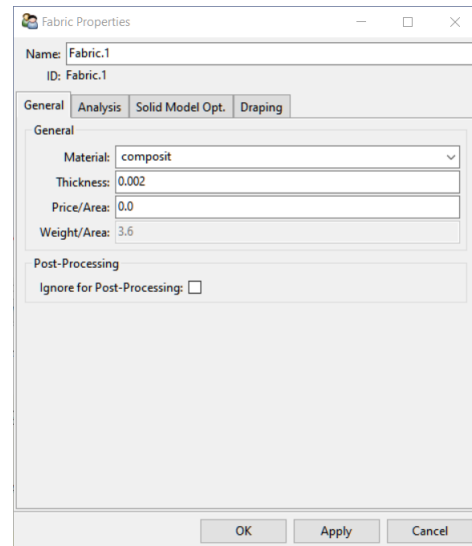 Fabric Properties
Name: Fabric.1
ID: Fabric.1
General Analysis Solid Model Opt. Draping
General
Material: composit
Thickness: 0.002
Price/Area: 0.0
Weight/Area: 3.6
Post-Processing
Ignore for Post-Processing:
OK Apply Cancel